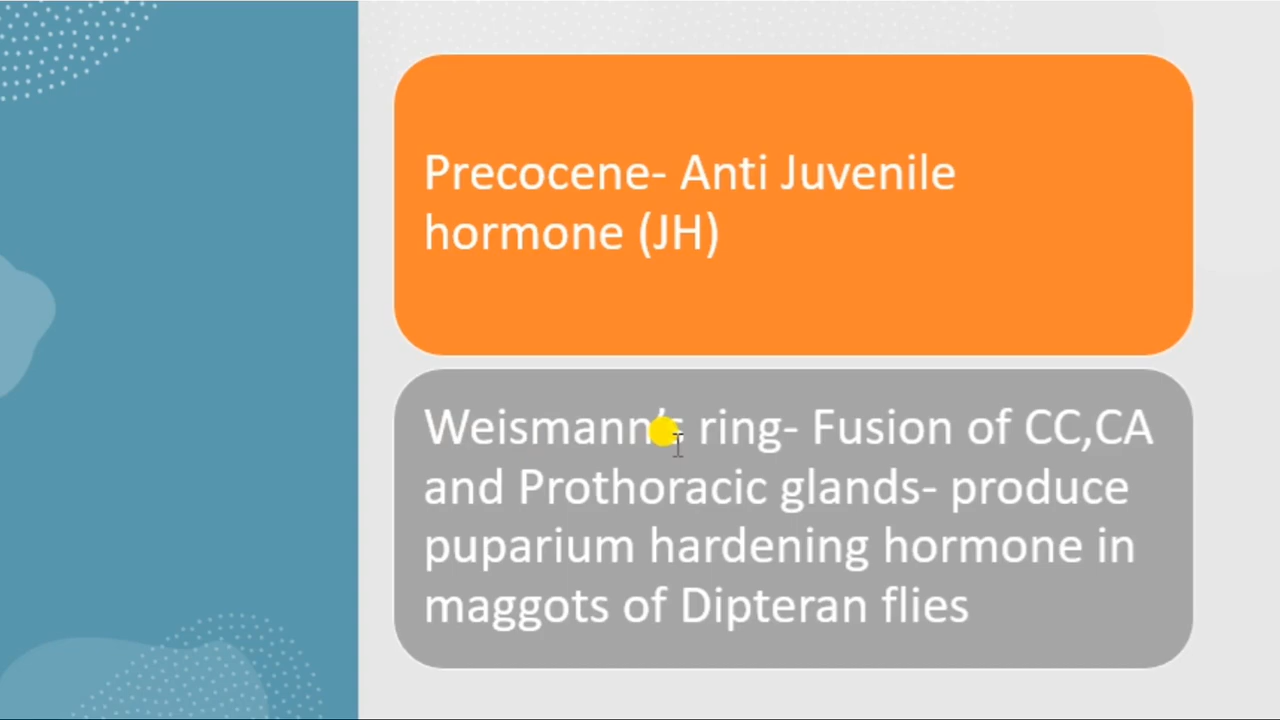 Precocene- Anti Juvenile
hormone (JH)
Weismann's ring- Fusion of CC,CA
and Prothoracic glands- produce
puparium hardening hormone in
maggots of Dipteran flies